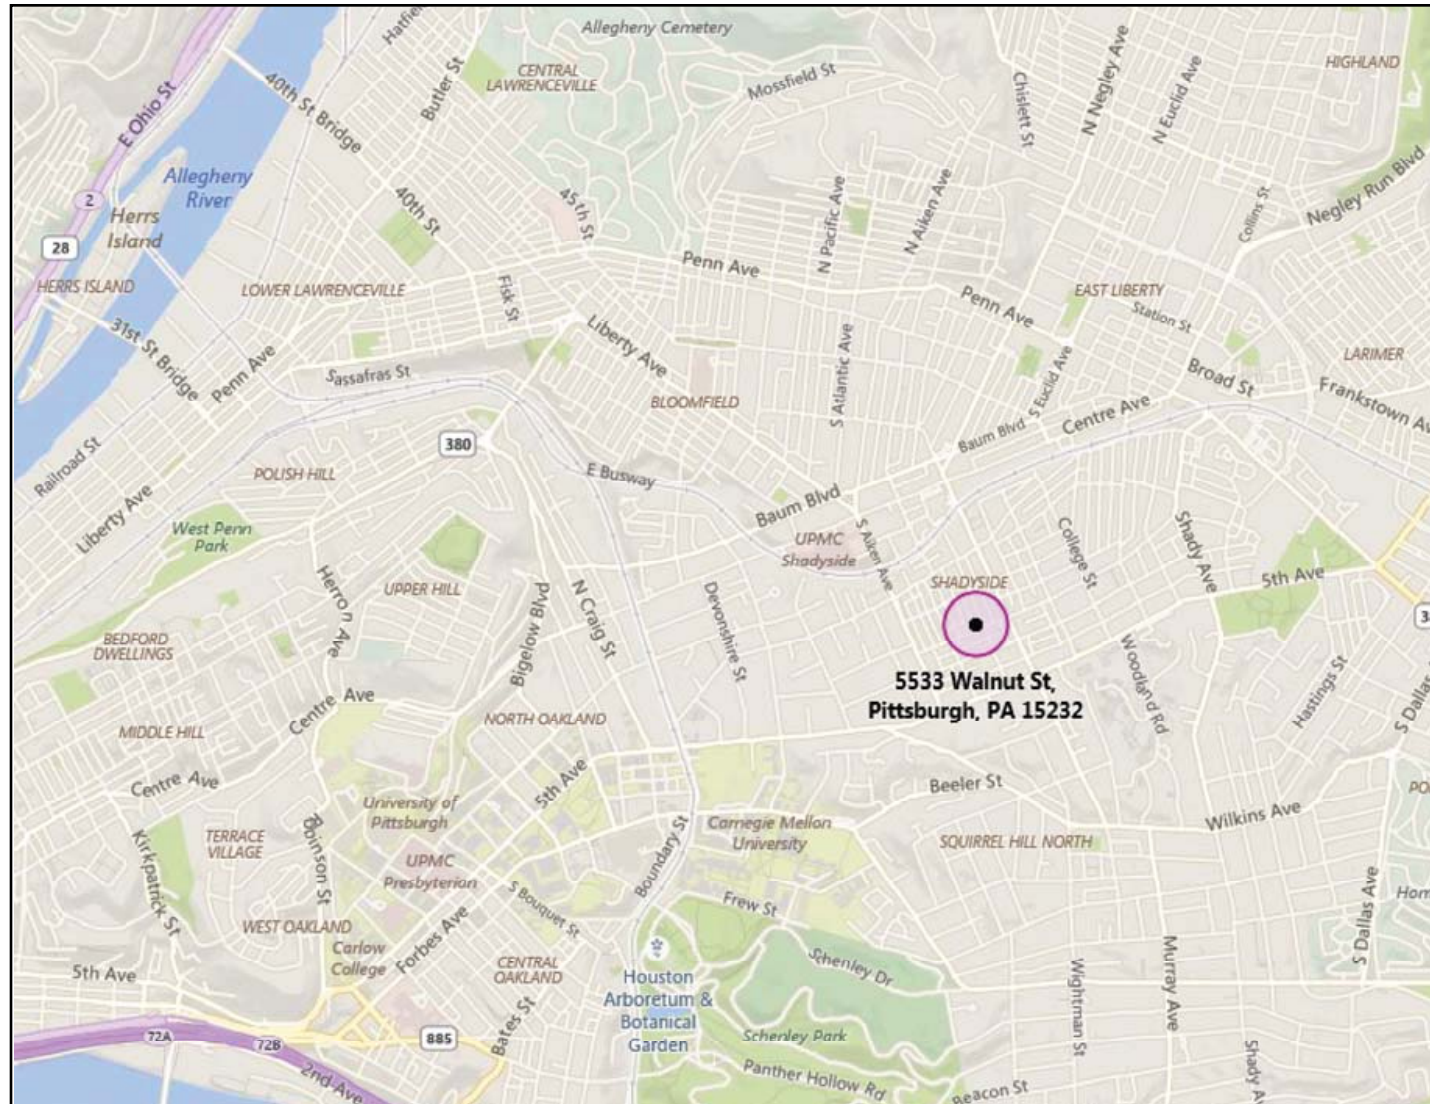 Allegheny Cemetery
Butler St
CENTRAL
LAWRENCEVILLE
Mossfield St
Chislett St
N Negley Ave
N Euclid Ave
HIGHLAND
E Ohio St
40th St Bridge
Allegheny
River
2
Herrs
Island
28
HERRS ISLAND
40th St
45th St
N Pacific Ave
N Aiken Ave
Collins St
Negley Run Blvd
Penn Ave
LOWER LAWRENCEVILLE
Fisk St
Penn Ave
EAST LIBERTY
Station St
31st St Bridge
Penn Ave
Liberty Ave
S Atlantic Ave
LARIMER
Sassafras St
BLOOMFIELD
S Euclid Ave
Broad St
Frankstown Av
Baum Blvd
Centre Ave
380
Railroad St
POLISH HILL
E Busway
Baum Blvd
Liberty Ave
West Penn
Park
UPMC
Shadyside
S Aiken Ave
College St
Shady Ave
5th Ave
Herron Ave
UPPER HILL
Bigelow Blvd
N Craig St
Devonshire St
SHADYSIDE
BEDFORD
DWELLINGS
5533 Walnut St,
Pittsburgh, PA 15232
Woodland Rd
Hastings St
S Dallas
3
Centre Ave
MIDDLE HILL
NORTH OAKLAND
Centre Ave
5th Ave
Beeler St
PO
University of
Pittsburgh
Carnegie Mellon
University
Wilkins Ave
Kirkpatrick St
TERRACE
VILLAGE
Robinson St
UPMC
Presbyterian
Boundary St
SQUIRREL HILL NORTH
S Bouquet St
Frew St
S Dallas Ave
Hom
WEST OAKLAND
Carlow
College
Forbes Ave
CENTRAL
OAKLAND
5th Ave
Houston
Arboretum &
Botanical
Garden
Schenley Dr
Wightman St
Murray Ave
72A
72B
885
Bates St
Schenley Park
2nd Ave
Panther Hollow Rd
Beacon St
Shady A
Hatfie
Penn Ave